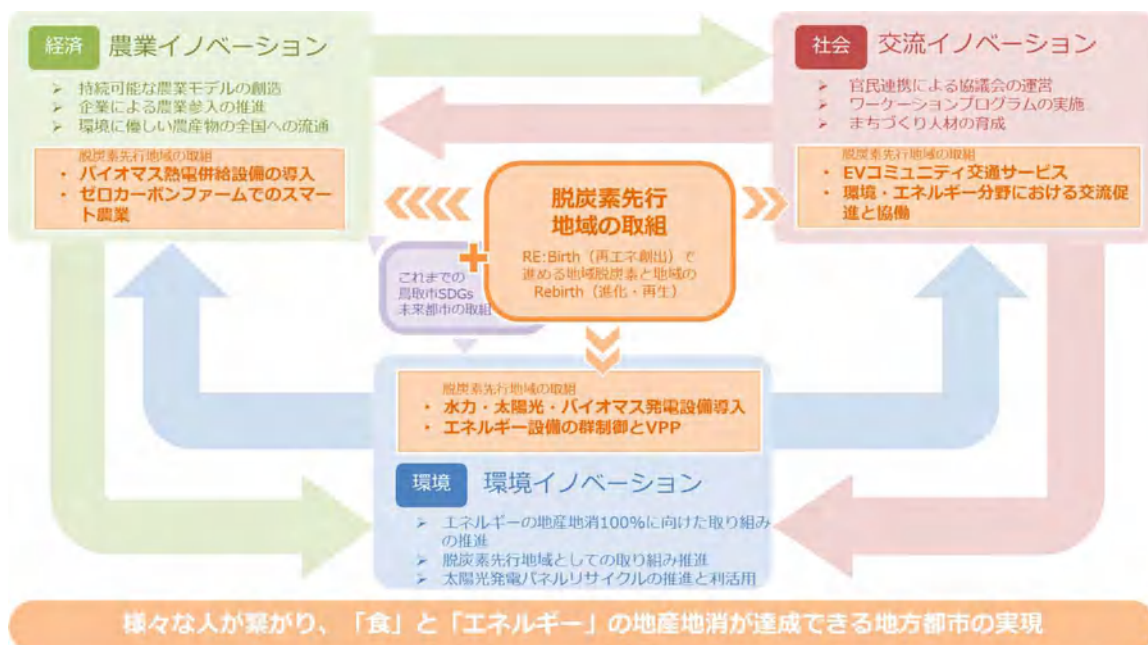 経済 農業イノベーション
➢ 持続可能な農業モデルの創造
➢ 企業による農業参入の推進
➢ 環境に優しい農産物の全国への流通
脱炭素先行地域の取組
・ バイオマス熱電併給設備の導入
・ ゼロカーボンファームでのスマー
ト農業
社会 交流イノベーション
➢ 官民連携による協議会の運営
➢ ワーケーションプログラムの実施
➢ まちづくり人材の育成
脱炭素先行地域の取組
・ EVコミュニティ交通サービス
・ 環境・エネルギー分野における交流促
進と協働
脱炭素先行
地域の取組
RE:Birth（再エネ創出）で
進める地域脱炭素と地域の
Rebirth（進化・再生）
これまでの
鳥取市SDGs
未来都市の取組
脱炭素先行地域の取組
・ 水力・太陽光・バイオマス発電設備導入
・ エネルギー設備の群制御とVPP
環境 環境イノベーション
➢ エネルギーの地産地消100％に向けた取り組み
の推進
➢ 脱炭素先行地域としての取り組み推進
➢ 太陽光発電パネルリサイクルの推進と利活用
様々な人が繋がり、「食」と「エネルギー」の地産地消が達成できる地方都市の実現